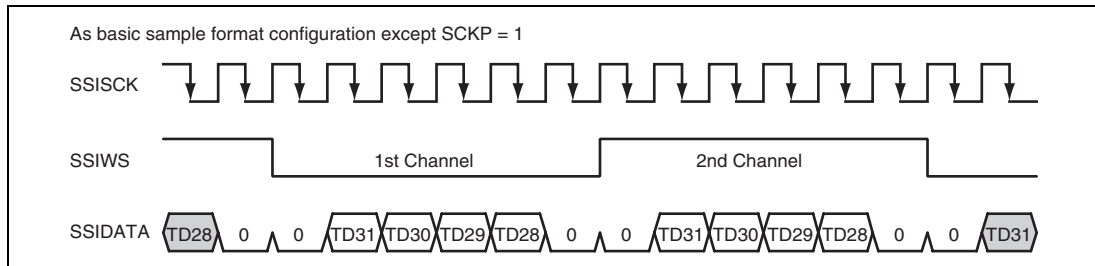 As basic sample format configuration except SCKP = 1
SSISCK
SSIWS 1st Channel 2nd Channel
SSIDATA TD28 0 0 TD31 TD30 TD29 TD28 0 0 TD31 TD30 TD29 TD28 0 0 TD31